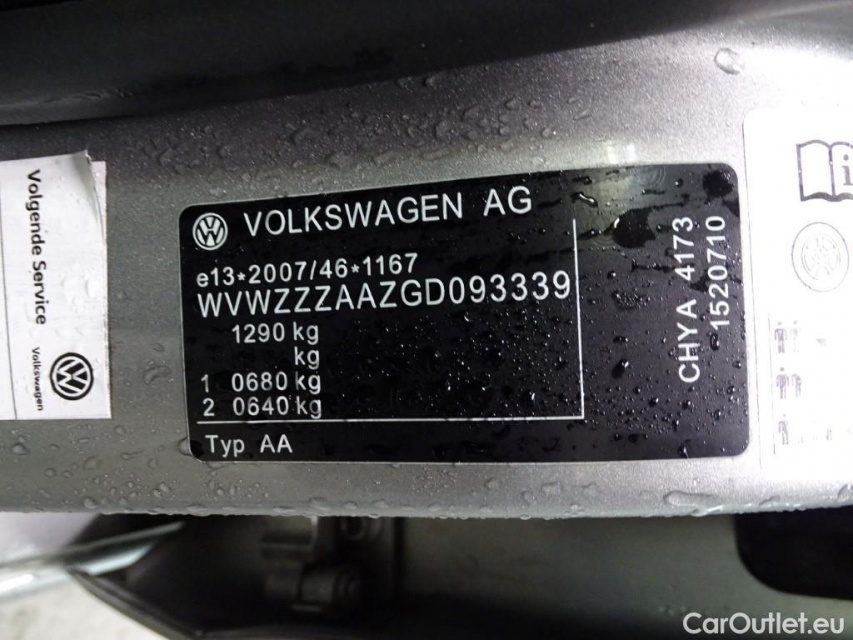 Volgende Service
Volkswagen
VOLKSWAGEN AG
e13*2007/46*1167
WVWZZZAAZGD093339
1290 kg
kg
1 0680 kg
2 0640 kg
Typ AA
CHYA 4173
1520710
i
CarOutlet.eu